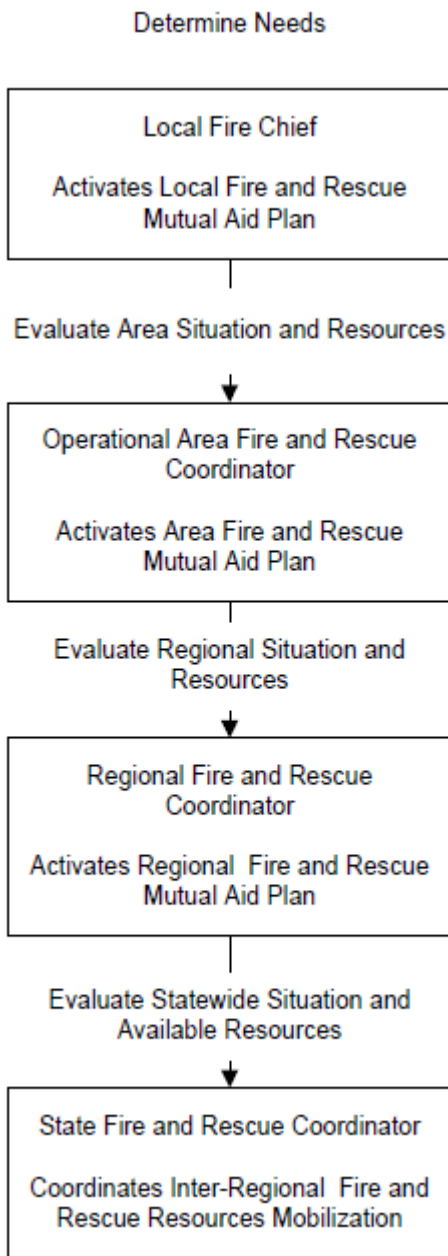 Determine Needs
Local Fire Chief
Activates Local Fire and Rescue
Mutual Aid Plan
Evaluate Area Situation and Resources
Operational Area Fire and Rescue
Coordinator
Activates Area Fire and Rescue
Mutual Aid Plan
Evaluate Regional Situation and
Resources
Regional Fire and Rescue
Coordinator
Activates Regional  Fire and Rescue
Mutual Aid Plan
Evaluate Statewide Situation and
Available Resources
State Fire and Rescue Coordinator
Coordinates Inter-Regional  Fire and
Rescue Resources Mobilization